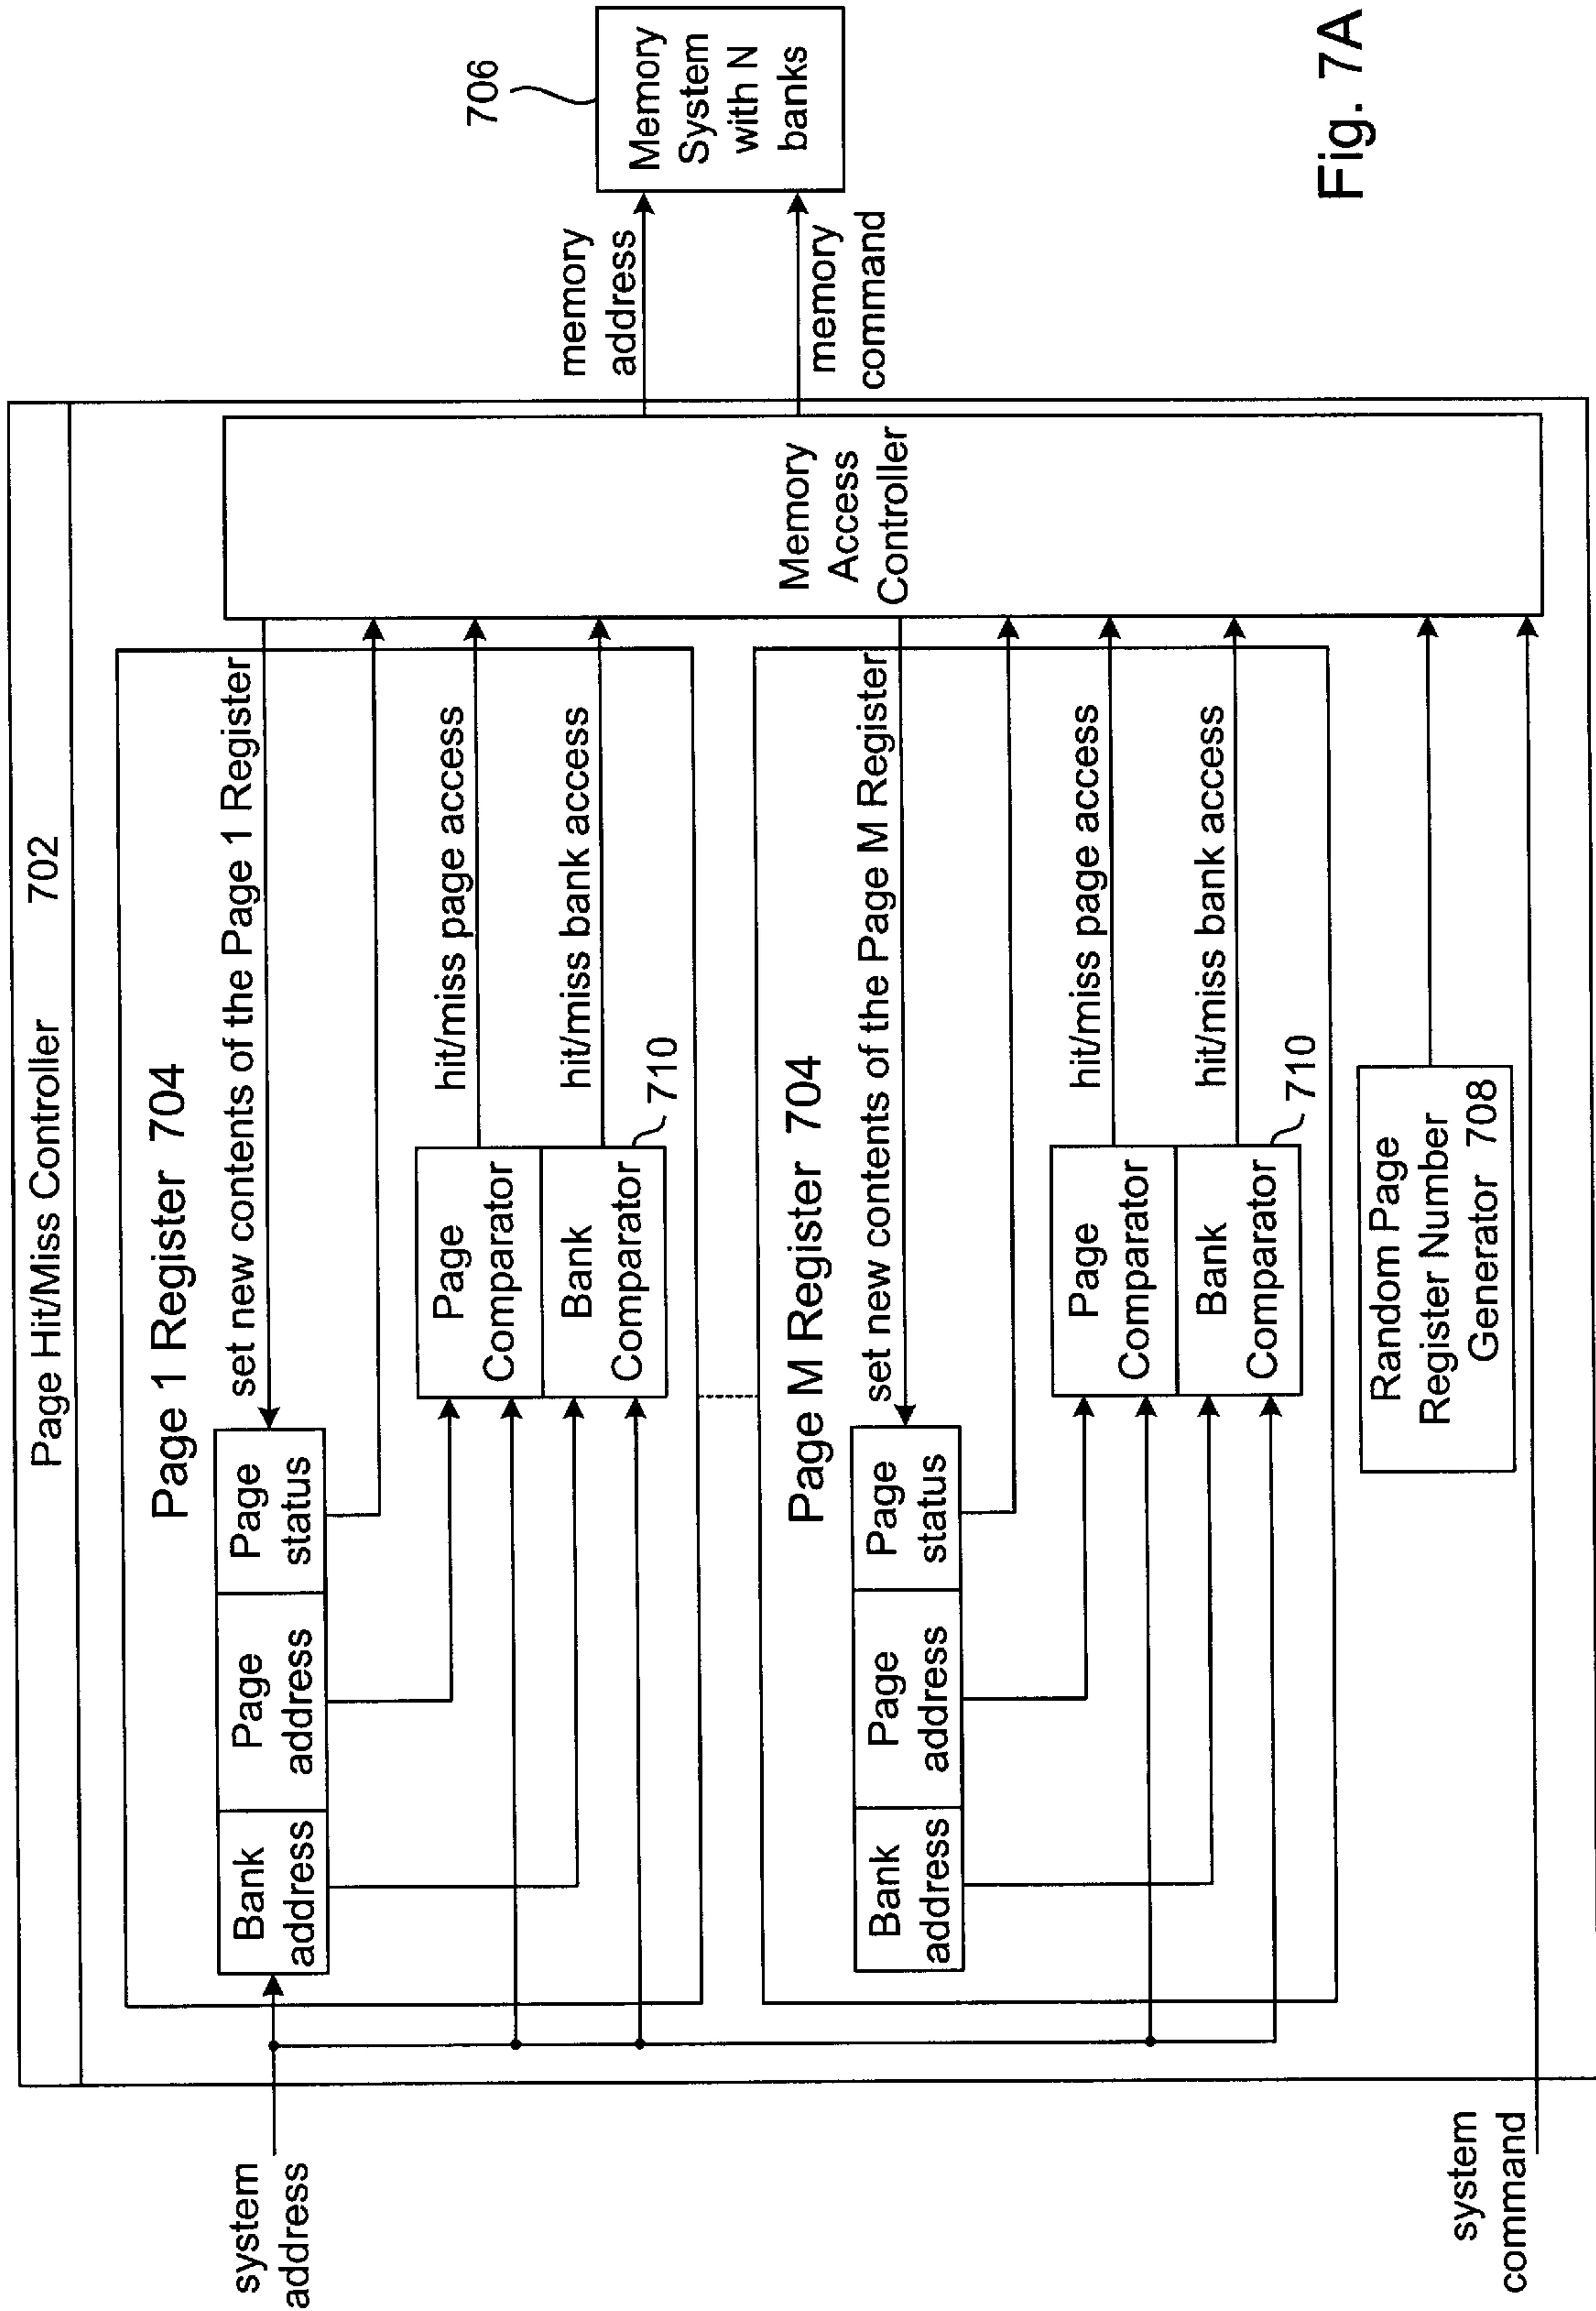 Page Hit/Miss Controller 702
system
address
Page 1 Register 704
set new contents of the Page 1 Register
Bank
address
Page
address
Page
status
Page
Comparator
hit/miss page access
Bank
Comparator
hit/miss bank access
710
Page M Register 704
set new contents of the Page M Register
Bank
address
Page
address
Page
status
Page
Comparator
hit/miss page access
Bank
Comparator
hit/miss bank access
710
Random Page
Register Number
Generator 708
system
command
Memory
Access
Controller
memory
address
memory
command
706
Memory
System
with N
banks
Fig. 7A